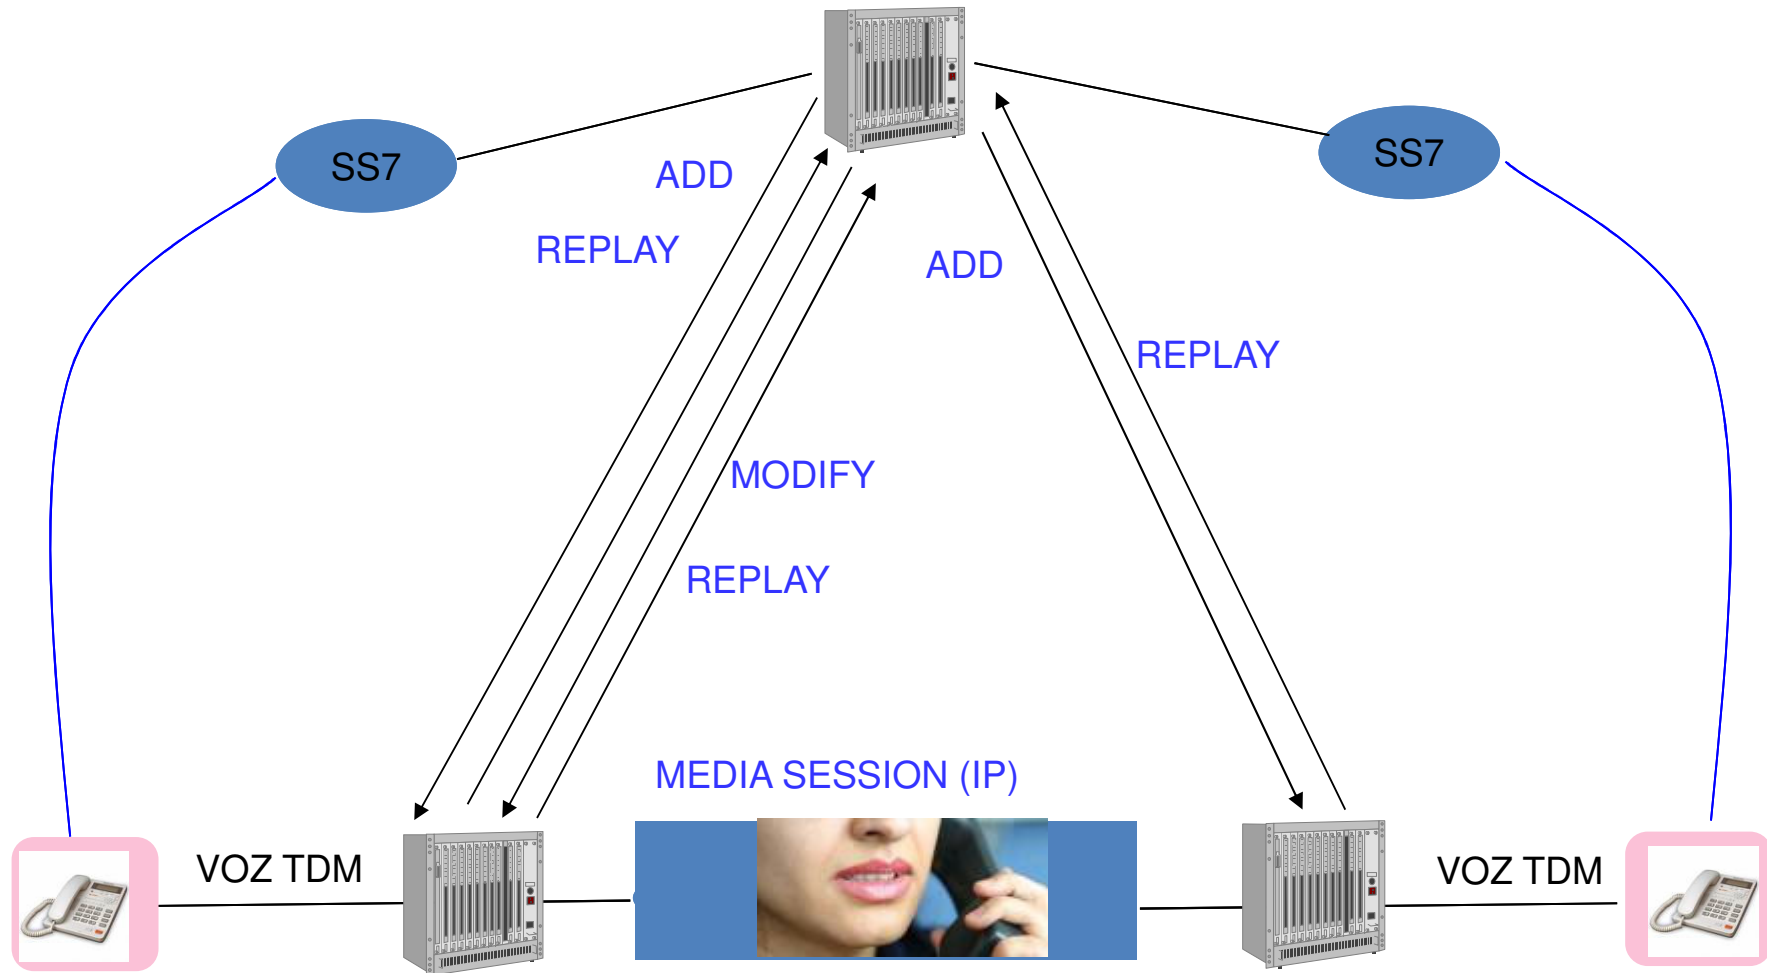 SS7
SS7
ADD
REPLAY
ADD
REPLAY
MODIFY
REPLAY
MEDIA SESSION (IP)
VOZ TDM
VOZ TDM